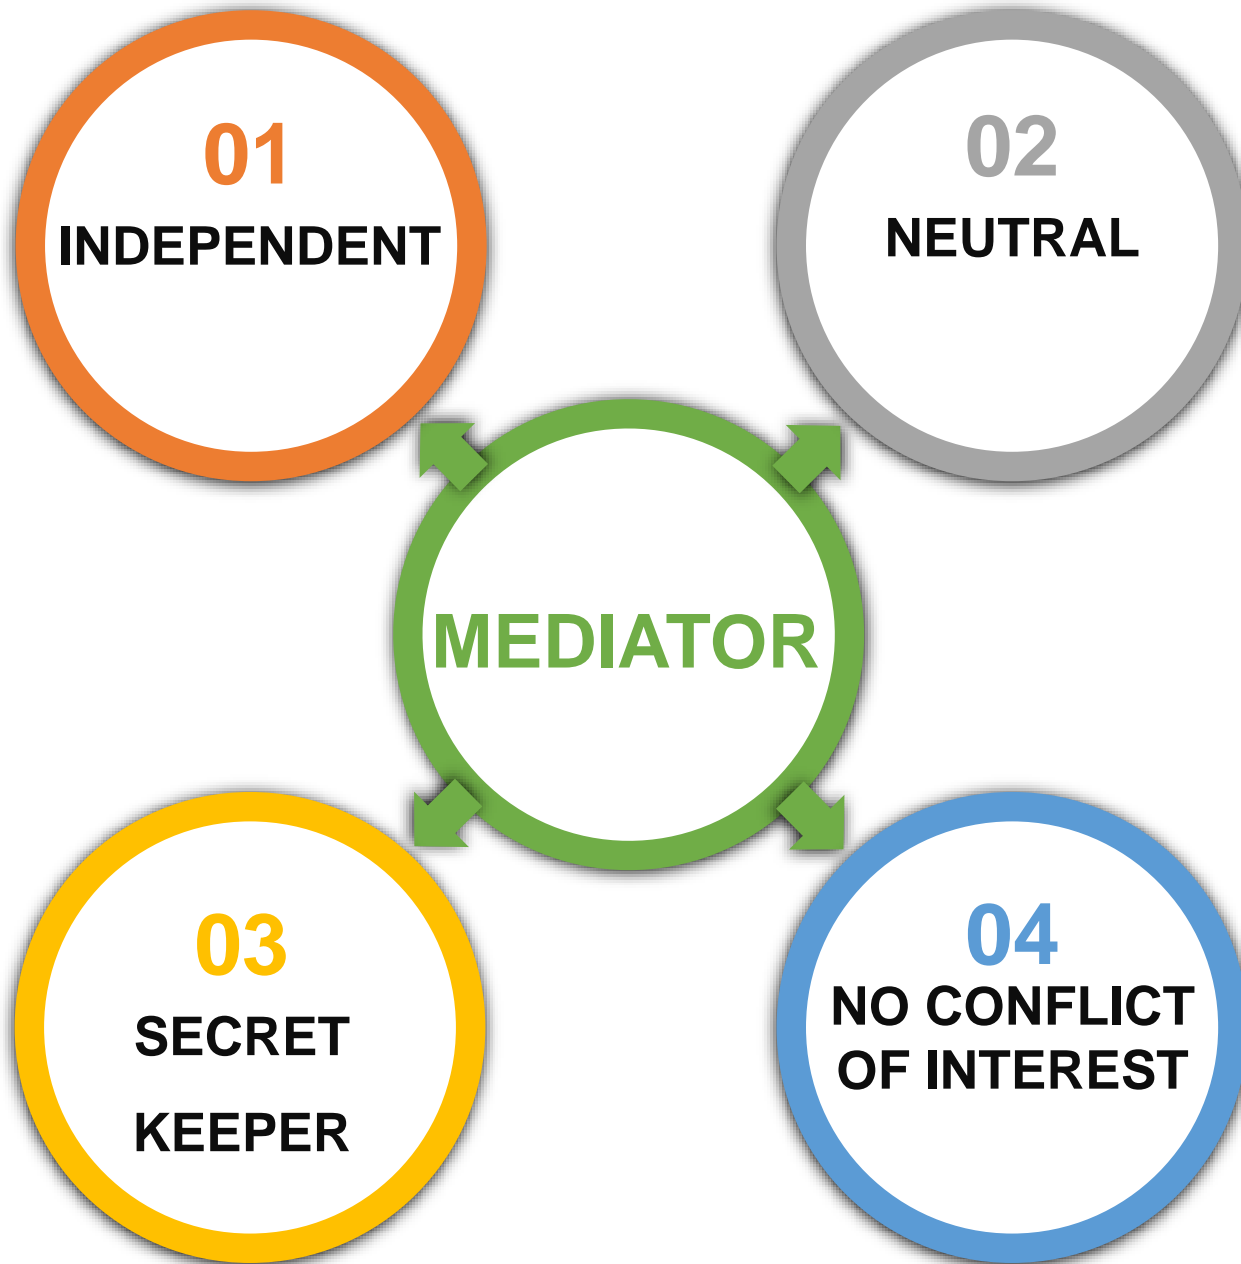 01
INDEPENDENT
02
NEUTRAL
MEDIATOR
03
SECRET
KEEPER
04
NO CONFLICT
OF INTEREST